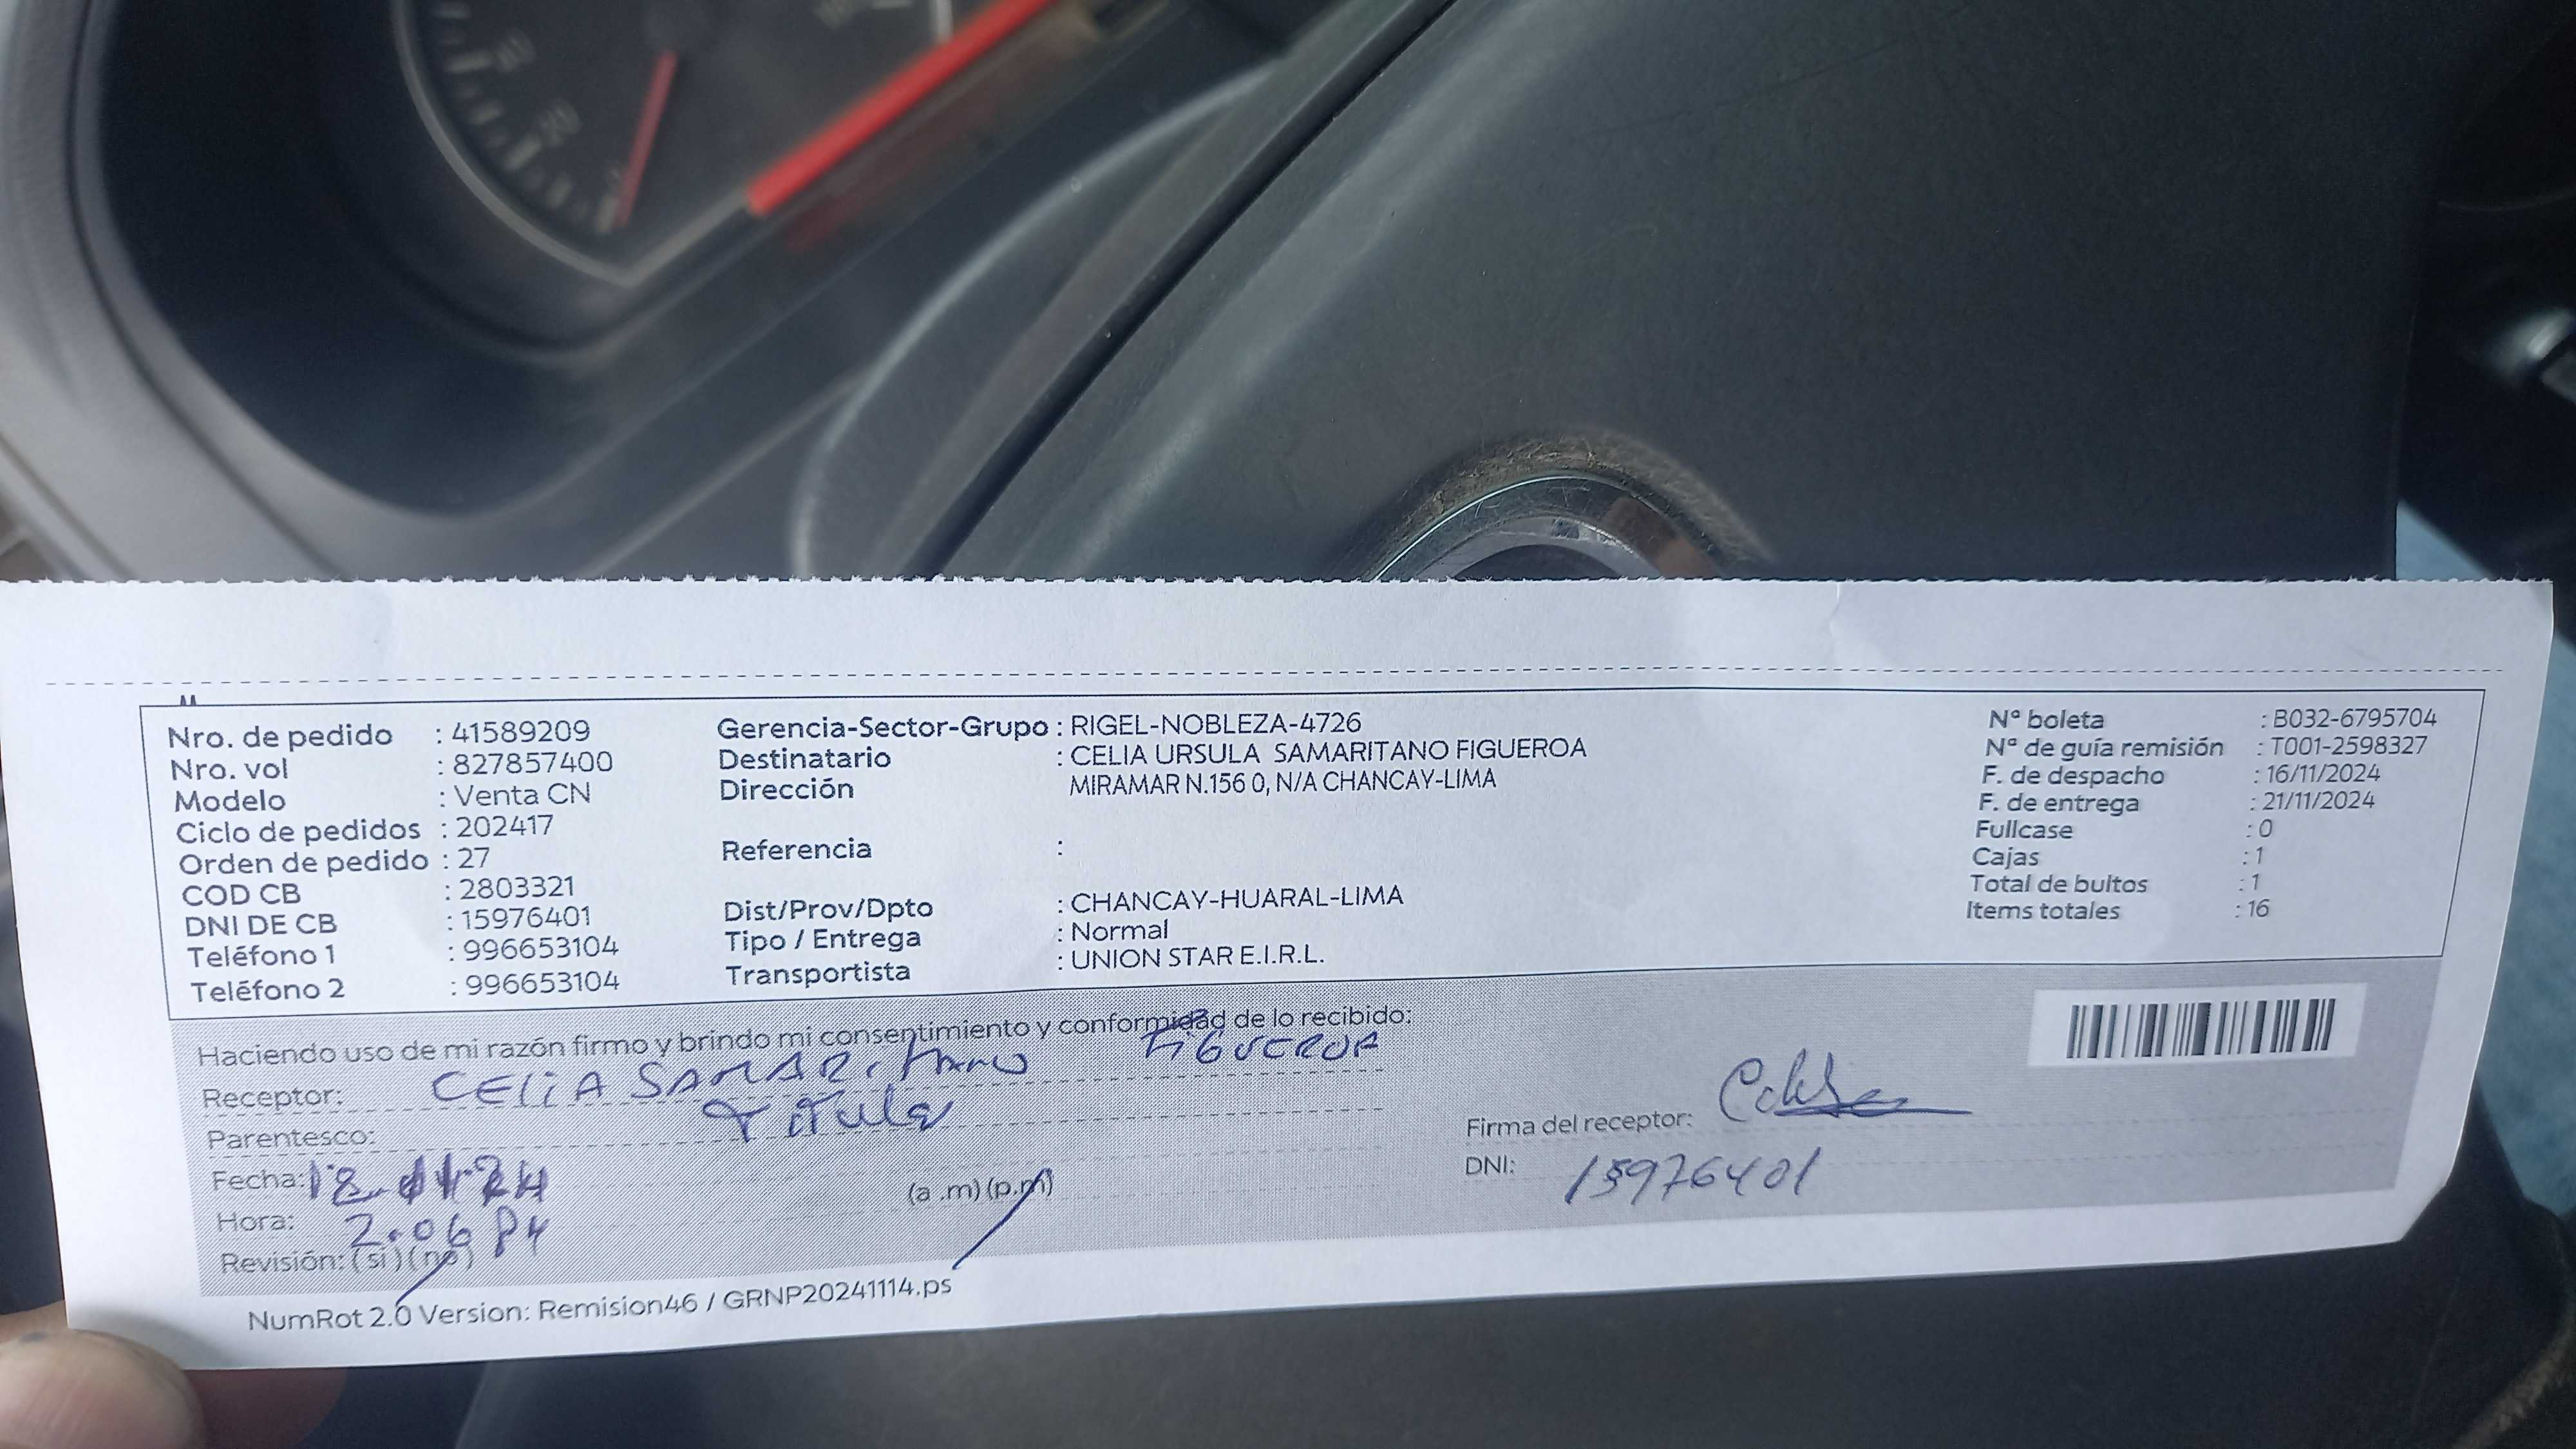 Nro. de pedido : 41589209
Nro. vol : 827857400
Modelo : Venta CN
Ciclo de pedidos : 202417
Orden de pedido : 27
COD CB : 2803321
DNI DE CB : 15976401
Teléfono 1 : 996653104
Teléfono 2 : 996653104
Gerencia-Sector-Grupo : RIGEL-NOBLEZA-4726
Destinatario : CELIA URSULA SAMARITANO FIGUEROA
Dirección MIRAMAR N.156 0, N/A CHANCAY-LIMA
Referencia :
Dist/Prov/Dpto : CHANCAY-HUARAL-LIMA
Tipo / Entrega : Normal
Transportista : UNION STAR E.I.R.L.
Nª boleta : B032-6795704
Nª de guía remisión : T001-2598327
F. de despacho : 16/11/2024
F. de entrega : 21/11/2024
Fullcase : 0
Cajas : 1
Total de bultos : 1
Items totales : 16
Haciendo uso de mi razón firmo y brindo mi consentimiento y conformidad de lo recibido:
Receptor: CELIA SAMARITANO FIGUEROA
Parentesco: Titular
Fecha: 18.11.24
Hora: 2.06 PM (a .m) (p.m)
Revisión: (si) (no)
Firma del receptor:
DNI: 15976401
NumRot 2.0 Version: Remision46 / GRNP20241114.ps